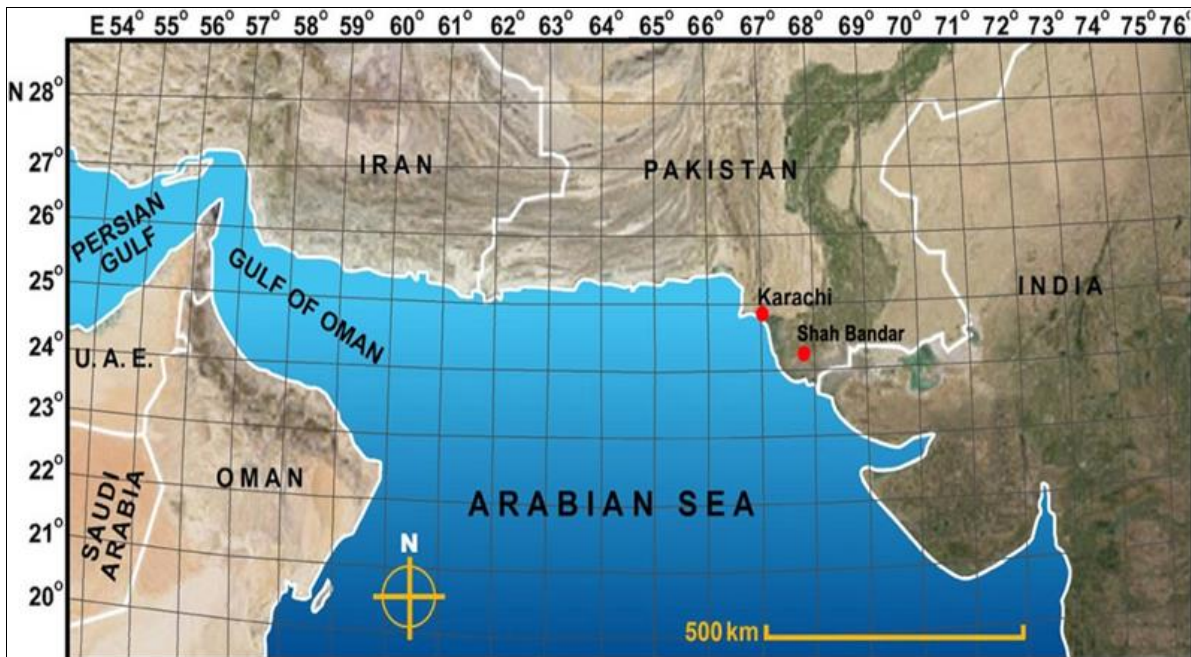 E 54° 55° 56° 57° 58° 59° 60° 61° 62° 63° 64° 65° 66° 67° 68° 69° 70° 71° 72° 73° 74° 75° 76°
N 28°
27°
26°
25°
24°
23°
22°
21°
20°
IRAN
PAKISTAN
PERSIAN
GULF
GULF OF OMAN
INDIA
Karachi
Shah Bandar
U. A. E.
OMAN
SAUDI
ARABIA
ARABIAN SEA
N
500 km